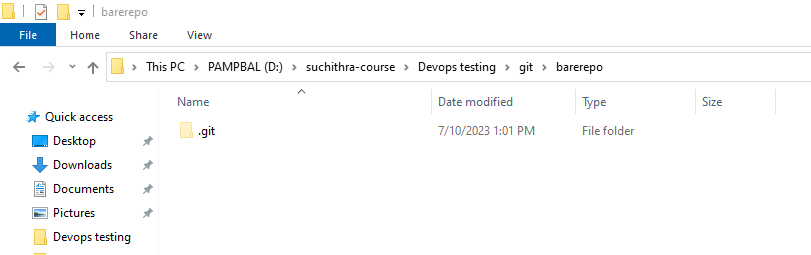 barerepo
File Home Share View
This PC PAMPBAL (D:) suchithra-course Devops testing git barerepo
Name Date modified Type Size
Quick access
.git 7/10/2023 1:01 PM File folder
Desktop
Downloads
Documents
Pictures
Devops testing